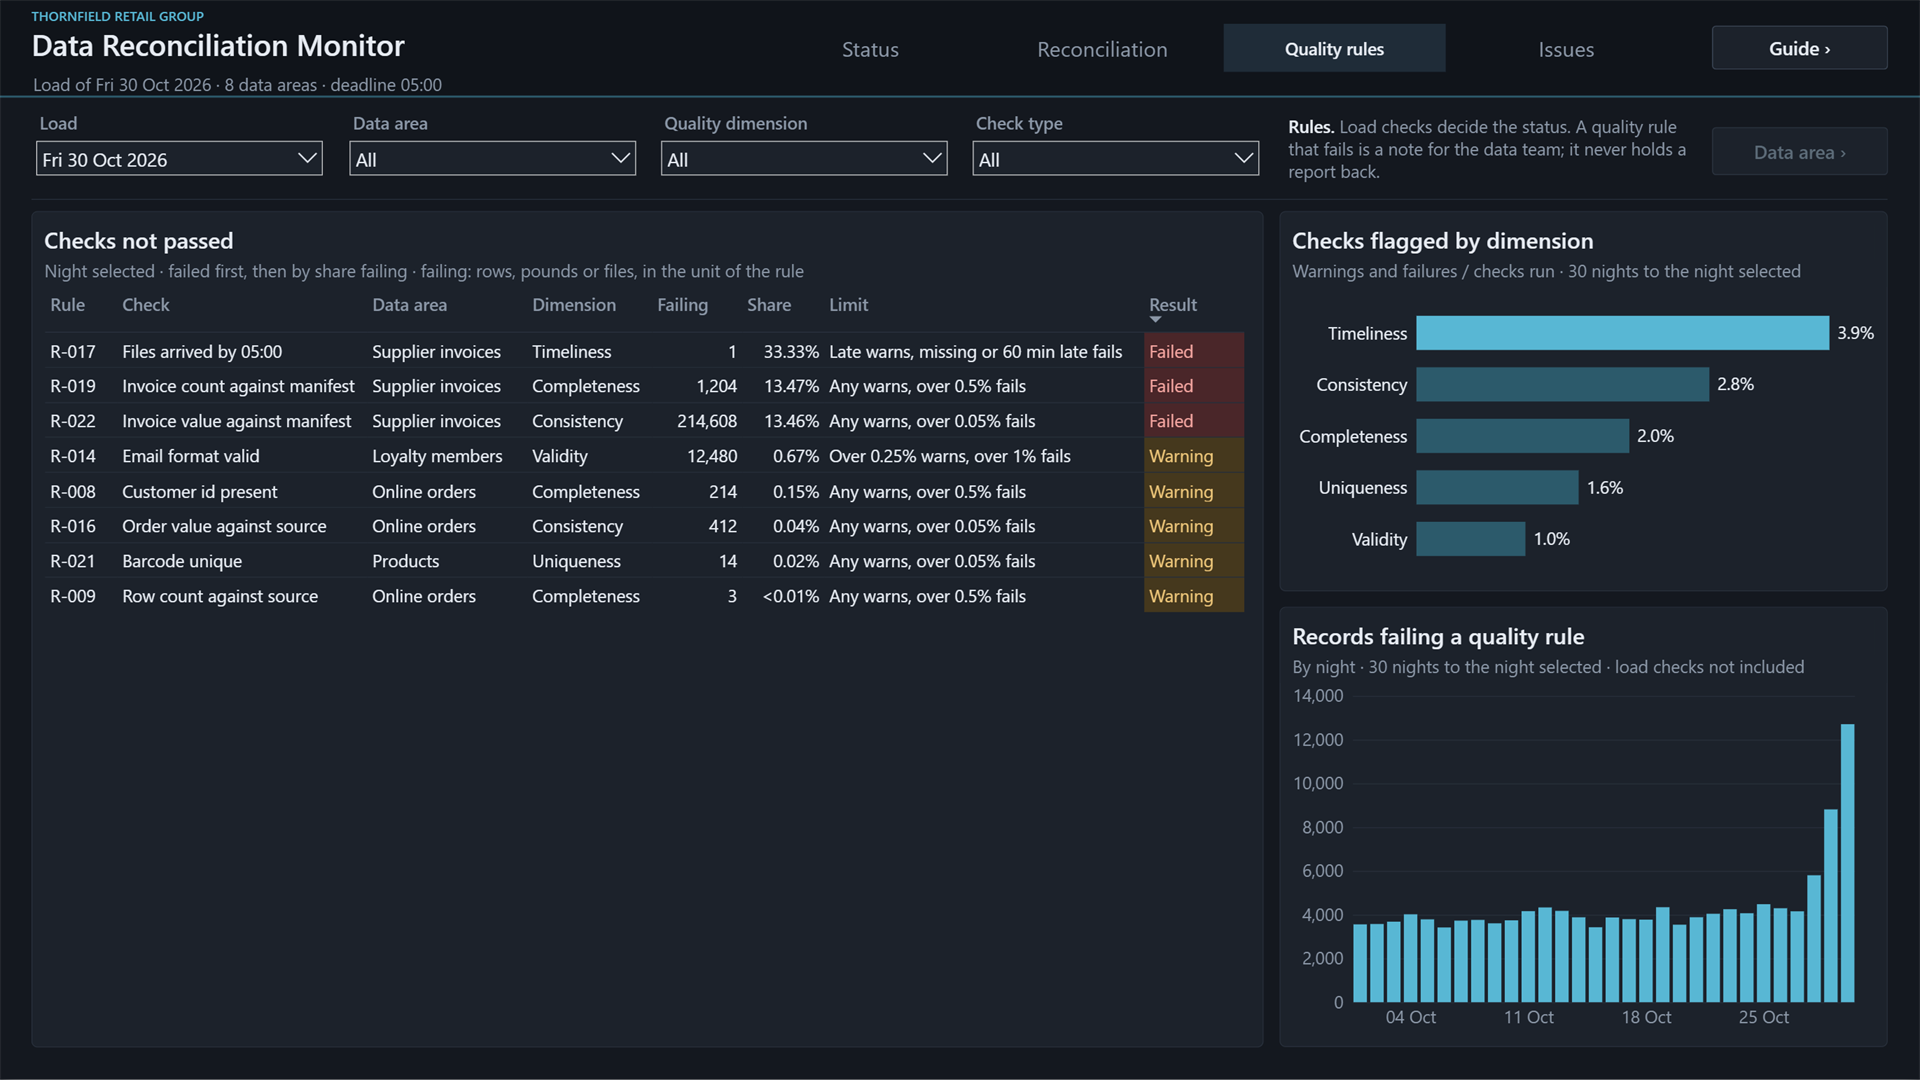 THORNFIELD RETAIL GROUP
Data Reconciliation Monitor
Load of Fri 30 Oct 2026 · 8 data areas · deadline 05:00
Status
Reconciliation
Quality rules
Issues
Guide ›
Load
Data area
Quality dimension
Check type
Fri 30 Oct 2026
All
All
All
Rules. Load checks decide the status. A quality rule
that fails is a note for the data team; it never holds a
report back.
Data area ›
Checks not passed
Night selected · failed first, then by share failing · failing: rows, pounds or files, in the unit of the rule
Rule Check Data area Dimension Failing Share Limit Result
R-017 Files arrived by 05:00 Supplier invoices Timeliness 1 33.33% Late warns, missing or 60 min late fails Failed
R-019 Invoice count against manifest Supplier invoices Completeness 1,204 13.47% Any warns, over 0.5% fails Failed
R-022 Invoice value against manifest Supplier invoices Consistency 214,608 13.46% Any warns, over 0.05% fails Failed
R-014 Email format valid Loyalty members Validity 12,480 0.67% Over 0.25% warns, over 1% fails Warning
R-008 Customer id present Online orders Completeness 214 0.15% Any warns, over 0.5% fails Warning
R-016 Order value against source Online orders Consistency 412 0.04% Any warns, over 0.05% fails Warning
R-021 Barcode unique Products Uniqueness 14 0.02% Any warns, over 0.05% fails Warning
R-009 Row count against source Online orders Completeness 3 <0.01% Any warns, over 0.5% fails Warning
Checks flagged by dimension
Warnings and failures / checks run · 30 nights to the night selected
Timeliness 3.9%
Consistency 2.8%
Completeness 2.0%
Uniqueness 1.6%
Validity 1.0%
Records failing a quality rule
By night · 30 nights to the night selected · load checks not included
14,000
12,000
10,000
8,000
6,000
4,000
2,000
0
04 Oct 11 Oct 18 Oct 25 Oct